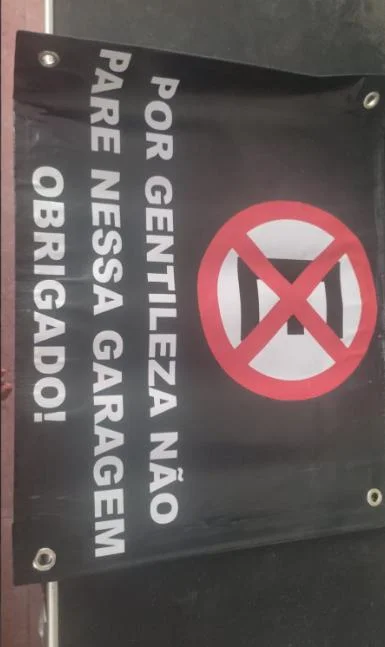 POR GENTILEZA NÃO
PARE NESSA GARAGEM
OBRIGADO!